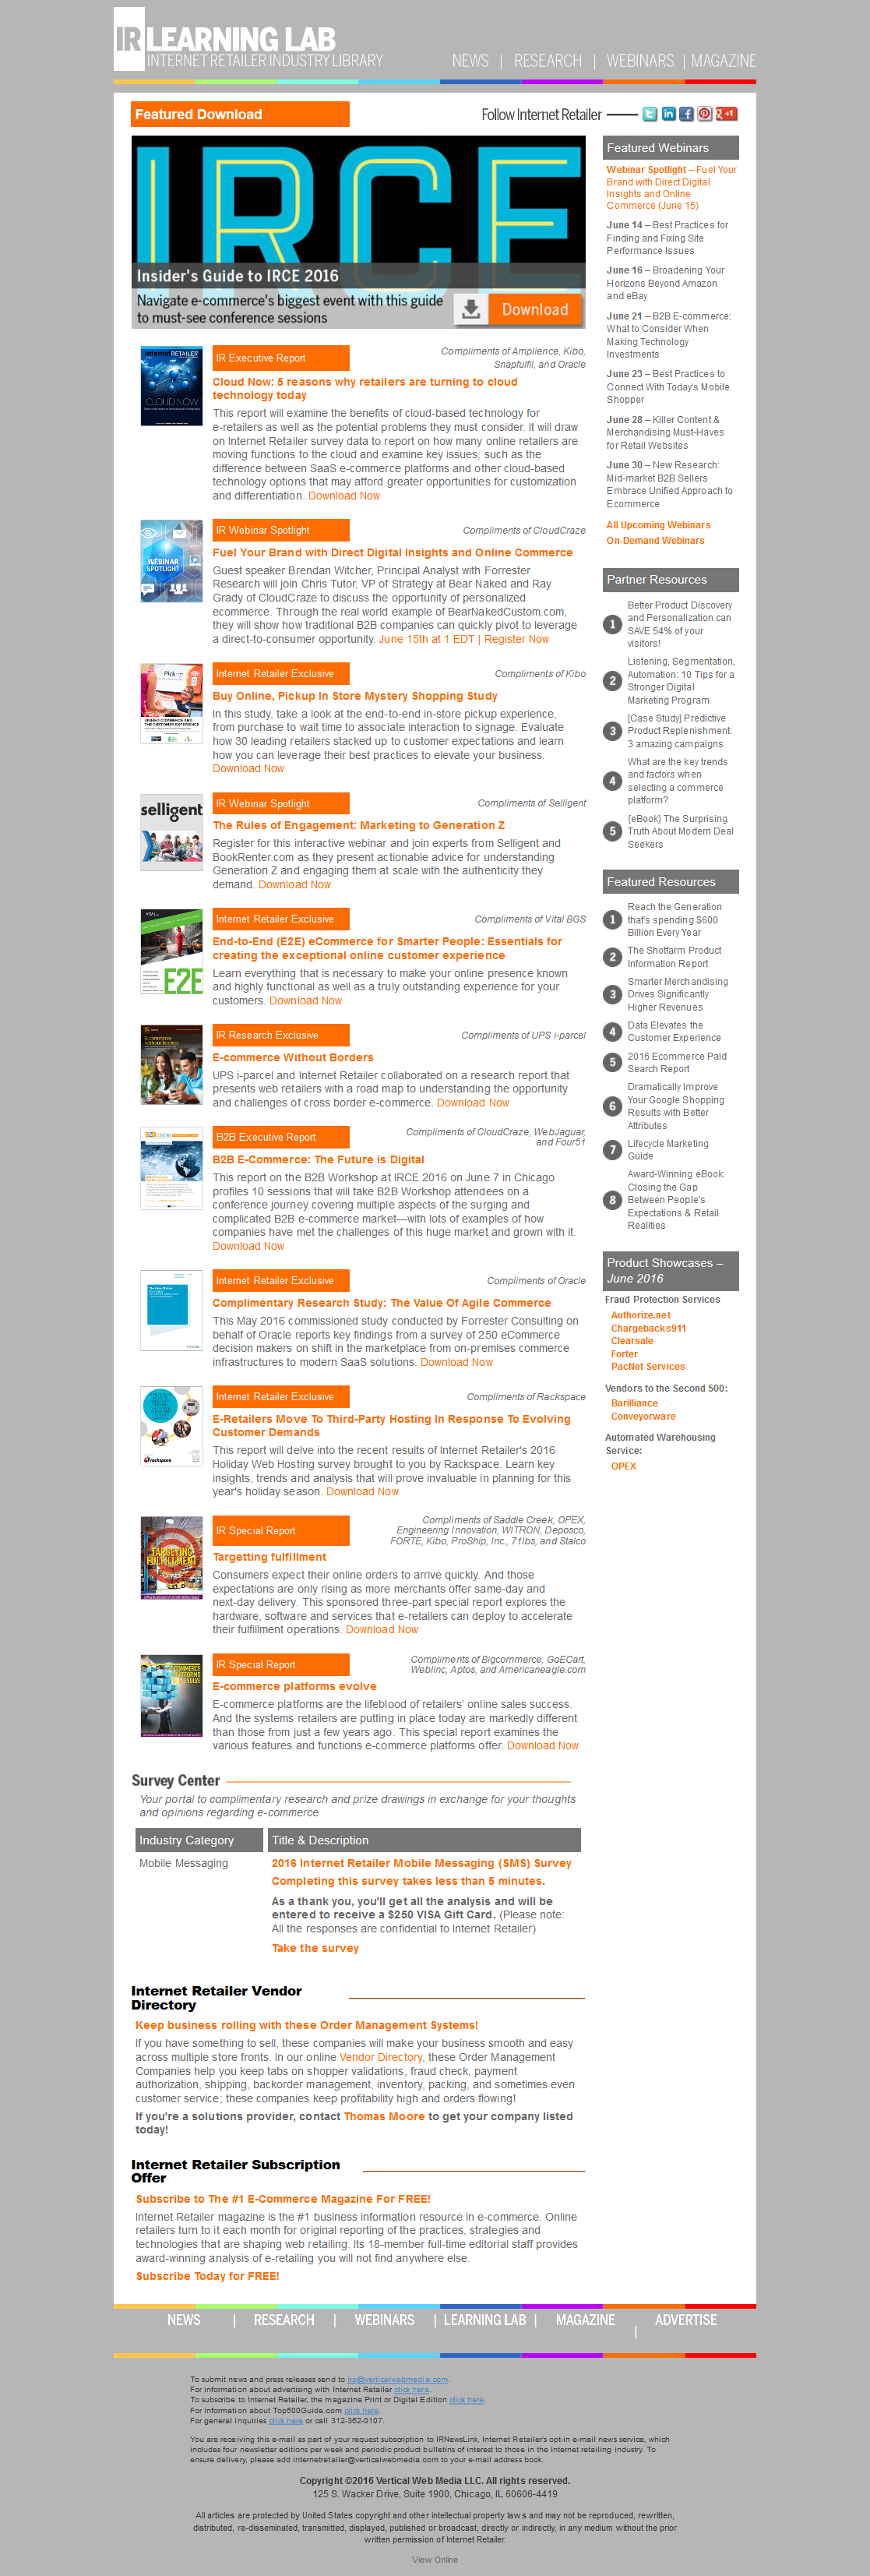 IR LEARNING LAB
INTERNET RETAILER INDUSTRY LIBRARY
NEWS | RESEARCH | WEBINARS | MAGAZINE
Featured Download
Follow Internet Retailer
+1
IRCE
Insider's Guide to IRCE 2016
Navigate e-commerce's biggest event with this guide
to must-see conference sessions
Download
IR Executive Report
Compliments of Amplience, Kibo,
Snapfulfil, and Oracle
CLOUD NOW
Cloud Now: 5 reasons why retailers are turning to cloud
technology today
This report will examine the benefits of cloud-based technology for
e-retailers as well as the potential problems they must consider. It will draw
on Internet Retailer survey data to report on how many online retailers are
moving functions to the cloud and examine key issues, such as the
difference between SaaS e-commerce platforms and other cloud-based
technology options that may afford greater opportunities for customization
and differentiation. Download Now
IR Webinar Spotlight
Compliments of CloudCraze
WEBINAR
SPOTLIGHT
Fuel Your Brand with Direct Digital Insights and Online Commerce
Guest speaker Brendan Witcher, Principal Analyst with Forrester
Research will join Chris Tutor, VP of Strategy at Bear Naked and Ray
Grady of CloudCraze to discuss the opportunity of personalized
ecommerce. Through the real world example of BearNakedCustom.com,
they will show how traditional B2B companies can quickly pivot to leverage
a direct-to-consumer opportunity. June 15th at 1 EDT | Register Now
Internet Retailer Exclusive
Compliments of Kibo
Buy Online, Pickup In Store Mystery Shopping Study
In this study, take a look at the end-to-end in-store pickup experience,
from purchase to wait time to associate interaction to signage. Evaluate
how 30 leading retailers stacked up to customer expectations and learn
how you can leverage their best practices to elevate your business.
Download Now
IR Webinar Spotlight
Compliments of Selligent
selligent
The Rules of Engagement: Marketing to Generation Z
Register for this interactive webinar and join experts from Selligent and
BookRenter.com as they present actionable advice for understanding
Generation Z and engaging them at scale with the authenticity they
demand. Download Now
Internet Retailer Exclusive
Compliments of Vital BGS
E2E
End-to-End (E2E) eCommerce for Smarter People: Essentials for
creating the exceptional online customer experience
Learn everything that is necessary to make your online presence known
and highly functional as well as a truly outstanding experience for your
customers. Download Now
IR Research Exclusive
Compliments of UPS i-parcel
E-commerce Without Borders
UPS i-parcel and Internet Retailer collaborated on a research report that
presents web retailers with a road map to understanding the opportunity
and challenges of cross border e-commerce. Download Now
B2B Executive Report
Compliments of CloudCraze, WebJaguar,
and Four51
B2B E-Commerce: The Future is Digital
This report on the B2B Workshop at IRCE 2016 on June 7 in Chicago
profiles 10 sessions that will take B2B Workshop attendees on a
conference journey covering multiple aspects of the surging and
complicated B2B e-commerce market—with lots of examples of how
companies have met the challenges of this huge market and grown with it.
Download Now
Internet Retailer Exclusive
Compliments of Oracle
Complimentary Research Study: The Value Of Agile Commerce
This May 2016 commissioned study conducted by Forrester Consulting on
behalf of Oracle reports key findings from a survey of 250 eCommerce
decision makers on shift in the marketplace from on-premises commerce
infrastructures to modern SaaS solutions. Download Now
Internet Retailer Exclusive
Compliments of Rackspace
rackspace
E-Retailers Move To Third-Party Hosting In Response To Evolving
Customer Demands
This report will delve into the recent results of Internet Retailer's 2016
Holiday Web Hosting survey brought to you by Rackspace. Learn key
insights, trends and analysis that will prove invaluable in planning for this
year's holiday season. Download Now
IR Special Report
Compliments of Saddle Creek, OPEX,
Engineering Innovation, WITRON, Deposco,
FORTE, Kibo, ProShip, Inc., 71lbs, and Stalco
TARGETING
FULFILLMENT
Targetting fulfillment
Consumers expect their online orders to arrive quickly. And those
expectations are only rising as more merchants offer same-day and
next-day delivery. This sponsored three-part special report explores the
hardware, software and services that e-retailers can deploy to accelerate
their fulfillment operations. Download Now
IR Special Report
Compliments of Bigcommerce, GoECart,
Weblinc, Aptos, and Americaneagle.com
E-commerce platforms evolve
E-commerce platforms are the lifeblood of retailers' online sales success.
And the systems retailers are putting in place today are markedly different
than those from just a few years ago. This special report examines the
various features and functions e-commerce platforms offer. Download Now
Survey Center
Your portal to complimentary research and prize drawings in exchange for your thoughts
and opinions regarding e-commerce
Industry Category
Title & Description
Mobile Messaging
2016 Internet Retailer Mobile Messaging (SMS) Survey
Completing this survey takes less than 5 minutes.
As a thank you, you'll get all the analysis and will be
entered to receive a $250 VISA Gift Card. (Please note:
All the responses are confidential to Internet Retailer)
Take the survey
Internet Retailer Vendor
Directory
Keep business rolling with these Order Management Systems!
If you have something to sell, these companies will make your business smooth and easy
across multiple store fronts. In our online Vendor Directory, these Order Management
Companies help you keep tabs on shopper validations, fraud check, payment
authorization, shipping, backorder management, inventory, packing, and sometimes even
customer service; these companies keep profitability high and orders flowing!
If you're a solutions provider, contact Thomas Moore to get your company listed
today!
Internet Retailer Subscription
Offer
Subscribe to The #1 E-Commerce Magazine For FREE!
Internet Retailer magazine is the #1 business information resource in e-commerce. Online
retailers turn to it each month for original reporting of the practices, strategies and
technologies that are shaping web retailing. Its 18-member full-time editorial staff provides
award-winning analysis of e-retailing you will not find anywhere else.
Subscribe Today for FREE!
Featured Webinars
Webinar Spotlight – Fuel Your
Brand with Direct Digital
Insights and Online
Commerce (June 15)
June 14 – Best Practices for
Finding and Fixing Site
Performance Issues
June 16 – Broadening Your
Horizons Beyond Amazon
and eBay
June 21 – B2B E-commerce:
What to Consider When
Making Technology
Investments
June 23 – Best Practices to
Connect With Today's Mobile
Shopper
June 28 – Killer Content &
Merchandising Must-Haves
for Retail Websites
June 30 – New Research:
Mid-market B2B Sellers
Embrace Unified Approach to
Ecommerce
All Upcoming Webinars
On-Demand Webinars
Partner Resources
1 Better Product Discovery
and Personalization can
SAVE 54% of your
visitors!
2 Listening, Segmentation,
Automation: 10 Tips for a
Stronger Digital
Marketing Program
3 [Case Study] Predictive
Product Replenishment:
3 amazing campaigns
4 What are the key trends
and factors when
selecting a commerce
platform?
5 {eBook} The Surprising
Truth About Modern Deal
Seekers
Featured Resources
1 Reach the Generation
that's spending $600
Billion Every Year
2 The Shotfarm Product
Information Report
3 Smarter Merchandising
Drives Significantly
Higher Revenues
4 Data Elevates the
Customer Experience
5 2016 Ecommerce Paid
Search Report
6 Dramatically Improve
Your Google Shopping
Results with Better
Attributes
7 Lifecycle Marketing
Guide
8 Award-Winning eBook:
Closing the Gap
Between People's
Expectations & Retail
Realities
Product Showcases –
June 2016
Fraud Protection Services
Authorize.net
Chargebacks911
Clearsale
Forter
PacNet Services
Vendors to the Second 500:
Barilliance
Conveyorware
Automated Warehousing
Service:
OPEX
NEWS | RESEARCH | WEBINARS | LEARNING LAB | MAGAZINE | ADVERTISE
To submit news and press releases send to irp@verticalwebmedia.com.
For information about advertising with Internet Retailer click here.
To subscribe to Internet Retailer, the magazine Print or Digital Edition click here.
For information about Top500Guide.com click here.
For general inquiries click here or call 312-362-0107.
You are receiving this e-mail as part of your request subscription to IRNewsLink, Internet Retailer's opt-in e-mail news service, which
includes four newsletter editions per week and periodic product bulletins of interest to those in the Internet retailing industry. To
ensure delivery, please add internetretailer@verticalwebmedia.com to your e-mail address book.
Copyright ©2016 Vertical Web Media LLC. All rights reserved.
125 S. Wacker Drive, Suite 1900, Chicago, IL 60606-4419
All articles are protected by United States copyright and other intellectual property laws and may not be reproduced, rewritten,
distributed, re-disseminated, transmitted, displayed, published or broadcast, directly or indirectly, in any medium without the prior
written permission of Internet Retailer.
View Online